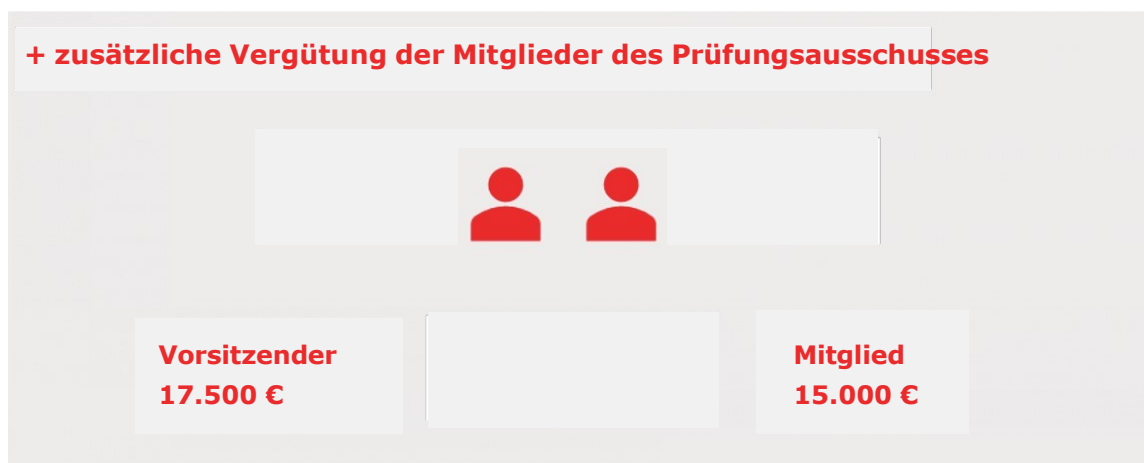 + zusätzliche Vergütung der Mitglieder des Prüfungsausschusses
Vorsitzender
17.500 €
Mitglied
15.000 €